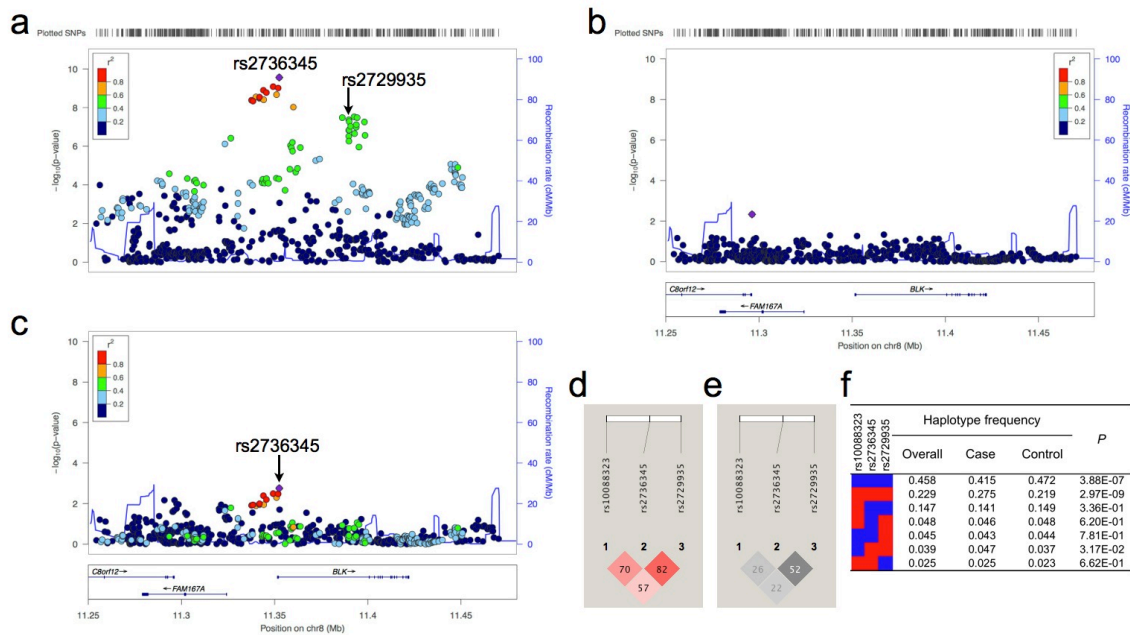 a
Plotted SNPs
r²
0.8
0.6
0.4
0.2
rs2736345
rs2729935
10
8
6
4
2
0
−log₁₀(p-value)
100
80
60
40
20
0
Recombination rate (cM/Mb)
b
Plotted SNPs
r²
0.8
0.6
0.4
0.2
10
8
6
4
2
0
−log₁₀(p-value)
100
80
60
40
20
0
Recombination rate (cM/Mb)
C8orf12→
BLK→
←FAM167A
11.25
11.3
11.35
11.4
11.45
Position on chr8 (Mb)
c
r²
0.8
0.6
0.4
0.2
rs2736345
10
8
6
4
2
0
−log₁₀(p-value)
100
80
60
40
20
0
Recombination rate (cM/Mb)
C8orf12→
BLK→
←FAM167A
11.25
11.3
11.35
11.4
11.45
Position on chr8 (Mb)
d
rs10088323
rs2736345
rs2729935
1 2 3
70 82
57
e
rs10088323
rs2736345
rs2729935
1 2 3
26 52
22
f
rs10088323
rs2736345
rs2729935
Haplotype frequency
P
Overall Case Control
0.458 0.415 0.472 3.88E-07
0.229 0.275 0.219 2.97E-09
0.147 0.141 0.149 3.36E-01
0.048 0.046 0.048 6.20E-01
0.045 0.043 0.044 7.81E-01
0.039 0.047 0.037 3.17E-02
0.025 0.025 0.023 6.62E-01